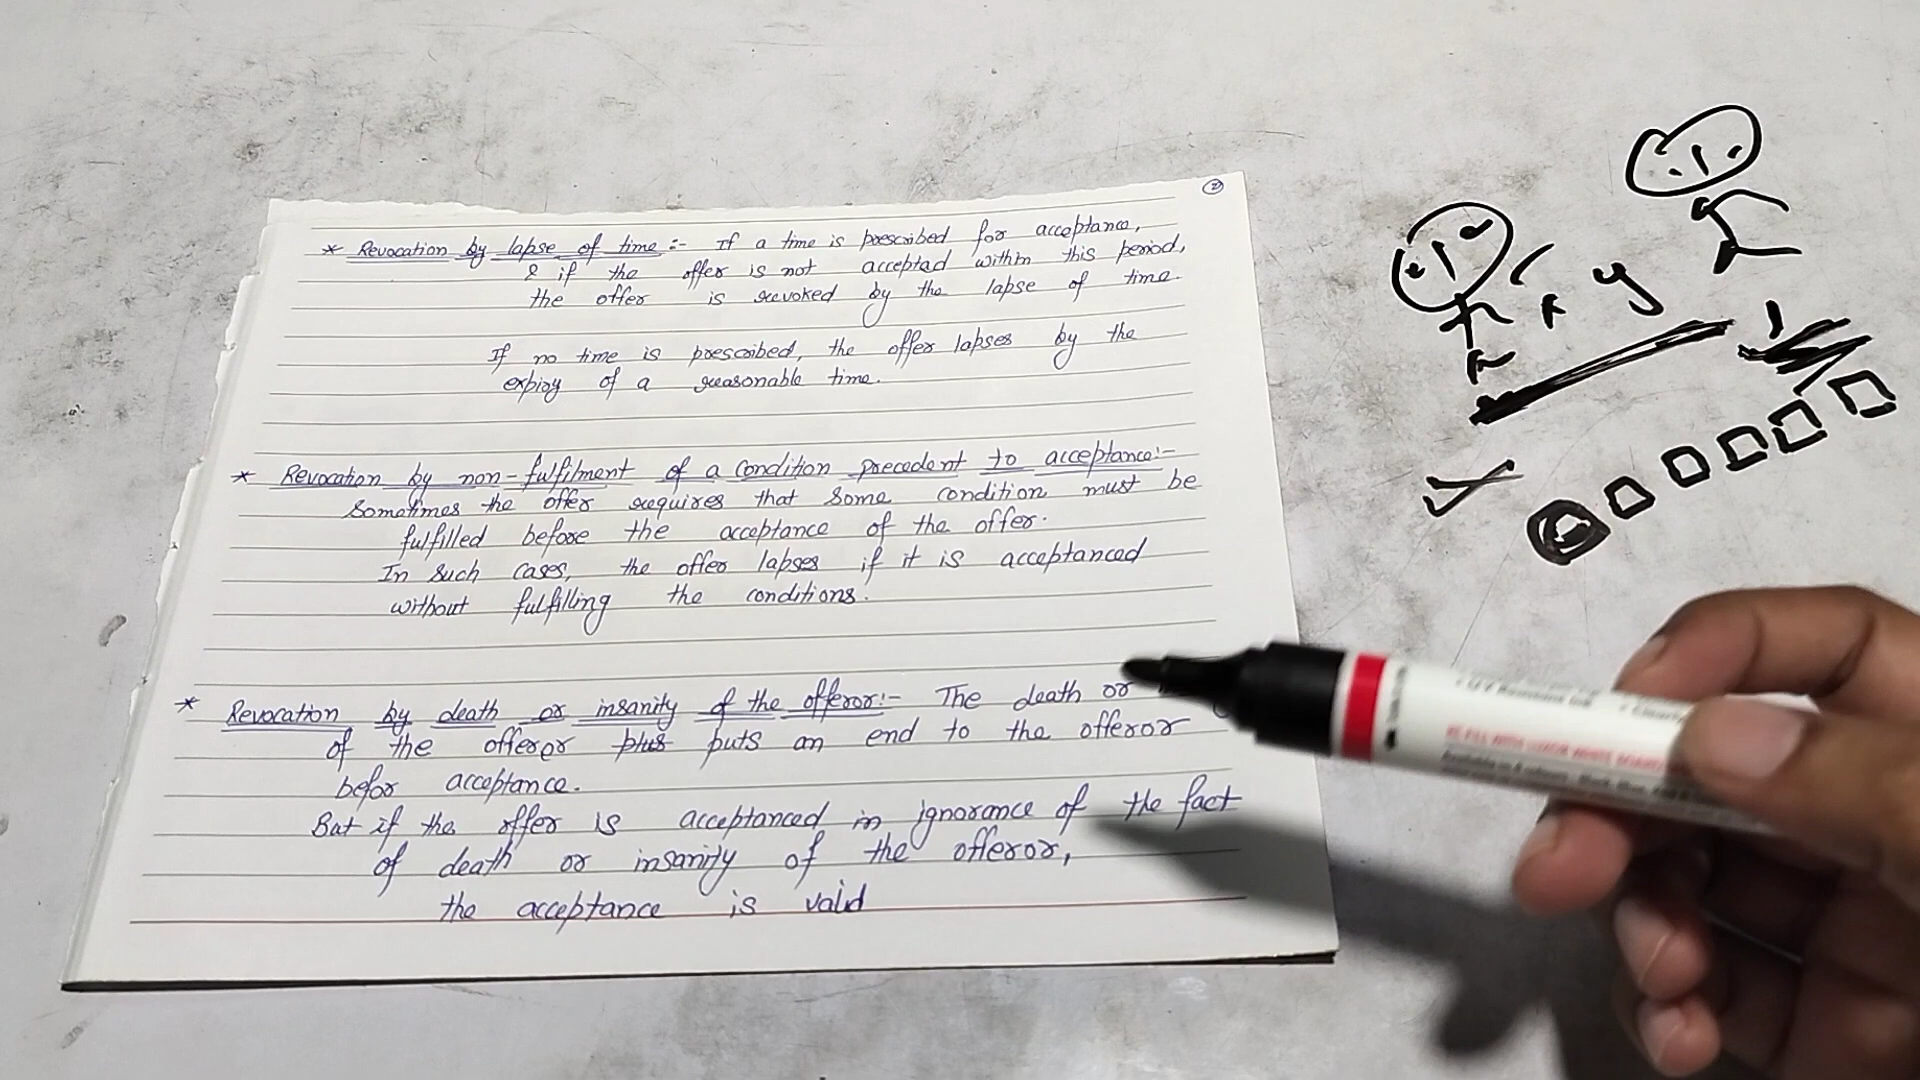 ②
* Revocation by lapse of time :- If a time is prescribed for acceptance,
& if the offer is not acceptad within this period,
the offer is revoked by the lapse of time.
If no time is prescribed, the offer lapses by the
expiry of a reasonable time.
* Revocation by non-fulfilment of a Condition precedent to acceptance:-
Sometimes the offer requires that Some condition must be
fulfilled before the acceptance of the offer.
In Such cases, the offer lapses if it is acceptanced
without fulfilling the conditions.
* Revocation by death or insanity of the offeror:- The death or
of the offeror plus puts an end to the offeror
befor acceptance.
But if the offer is acceptanced in ignorance of the fact
of death or insanity of the offeror,
the acceptance is valid
y